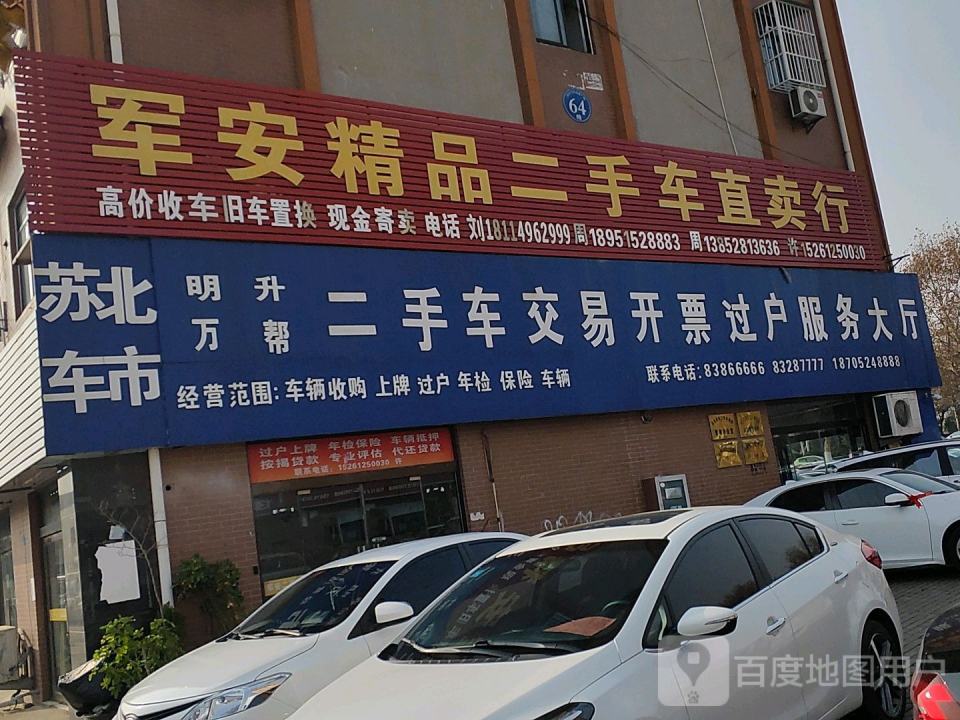 64
军安精品二手车直卖行
高价收车 旧车置换 现金寄卖 电话 刘18114962999 周18951528883 周13852813636 许15261250030
苏北
车市
明升
万帮
二手车交易开票过户服务大厅
经营范围:车辆收购 上牌 过户 年检 保险 车辆
联系电话:83866666 83287777 18705248888
过户上牌 年检保险 车辆抵押
按揭贷款 专业评估 代还贷款
联系电话:15261250030 许
百度地图用户